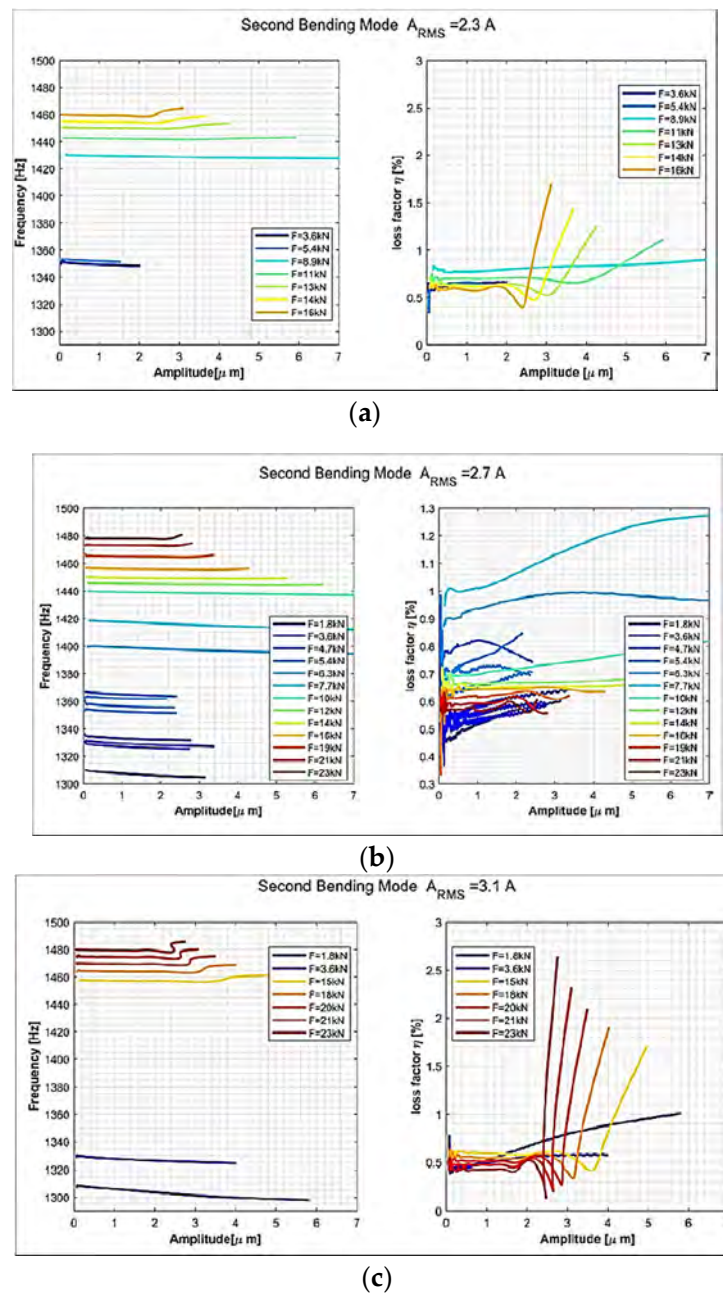 Second Bending Mode A_RMS =2.3 A
Frequency [Hz]
1500
1480
1460
1440
1420
1400
1380
1360
1340
1320
1300
0 1 2 3 4 5 6 7
Amplitude[μ m]
F=3.6kN
F=5.4kN
F=8.9kN
F=11kN
F=13kN
F=14kN
F=16kN
loss factor η [%]
3
2.5
2
1.5
1
0.5
0
0 1 2 3 4 5 6 7
Amplitude [μ m]
F=3.6kN
F=5.4kN
F=8.9kN
F=11kN
F=13kN
F=14kN
F=16kN
(a)
Second Bending Mode A_RMS =2.7 A
Frequency [Hz]
1500
1480
1460
1440
1420
1400
1380
1360
1340
1320
1300
0 1 2 3 4 5 6 7
Amplitude[μ m]
F=1.8kN
F=3.6kN
F=4.7kN
F=5.4kN
F=6.3kN
F=7.7kN
F=10kN
F=12kN
F=14kN
F=16kN
F=19kN
F=21kN
F=23kN
loss factor η [%]
1.3
1.2
1.1
1
0.9
0.8
0.7
0.6
0.5
0.4
0.3
0 1 2 3 4 5 6 7
Amplitude [μ m]
F=1.8kN
F=3.6kN
F=4.7kN
F=5.4kN
F=6.3kN
F=7.7kN
F=10kN
F=12kN
F=14kN
F=16kN
F=19kN
F=21kN
F=23kN
(b)
Second Bending Mode A_RMS =3.1 A
Frequency [Hz]
1500
1480
1460
1440
1420
1400
1380
1360
1340
1320
1300
0 1 2 3 4 5 6 7
Amplitude[μ m]
F=1.8kN
F=3.6kN
F=15kN
F=18kN
F=20kN
F=21kN
F=23kN
loss factor η [%]
3
2.5
2
1.5
1
0.5
0
0 1 2 3 4 5 6 7
Amplitude [μ m]
F=1.8kN
F=3.6kN
F=15kN
F=18kN
F=20kN
F=21kN
F=23kN
(c)